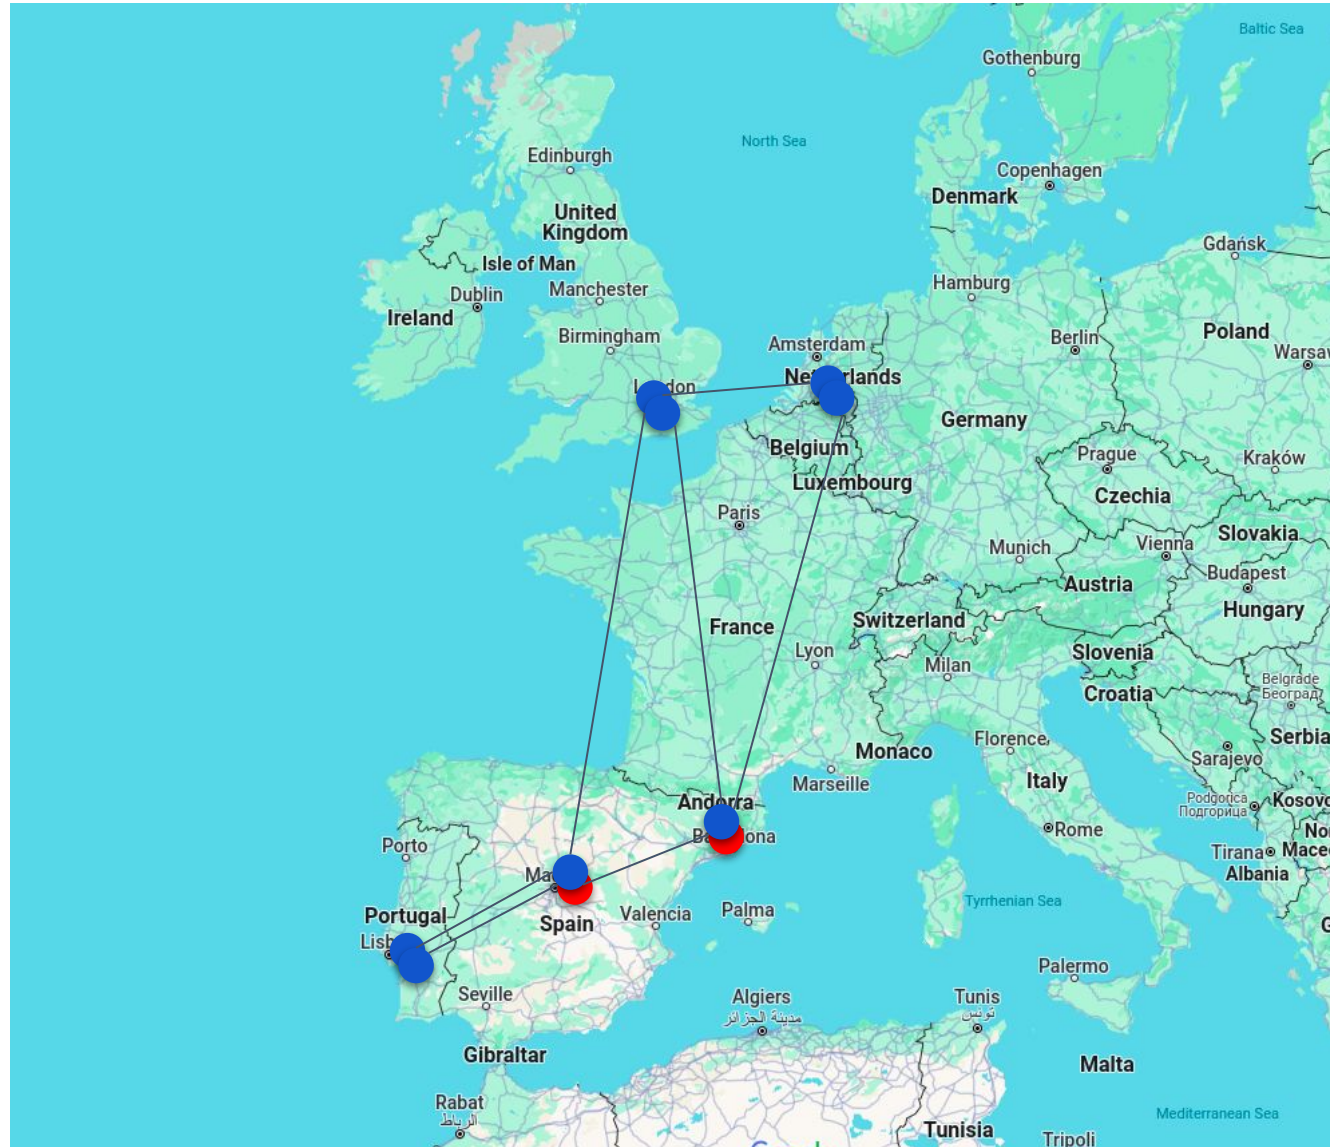 Baltic Sea
Gothenburg
North Sea
Edinburgh
Copenhagen
Denmark
United
Kingdom
Gdańsk
Isle of Man
Hamburg
Manchester
Dublin
Ireland
Poland
Birmingham
Berlin
Amsterdam
Warsaw
Germany
Belgium
Prague
Kraków
Luxembourg
Czechia
Paris
Slovakia
Munich
Vienna
Budapest
Austria
Hungary
Switzerland
France
Lyon
Slovenia
Milan
Belgrade
Београд
Croatia
Florence
Serbia
Monaco
Sarajevo
Marseille
Italy
Andorra
Podgorica
Подгорица
Kosovo
Rome
Porto
Tirana
Albania
Tyrrhenian Sea
Palma
Valencia
Portugal
Spain
Palermo
Seville
Algiers
مدينة الجزائر
Tunis
تونس
Gibraltar
Malta
Rabat
الرباط
Mediterranean Sea
Tunisia
Tripoli